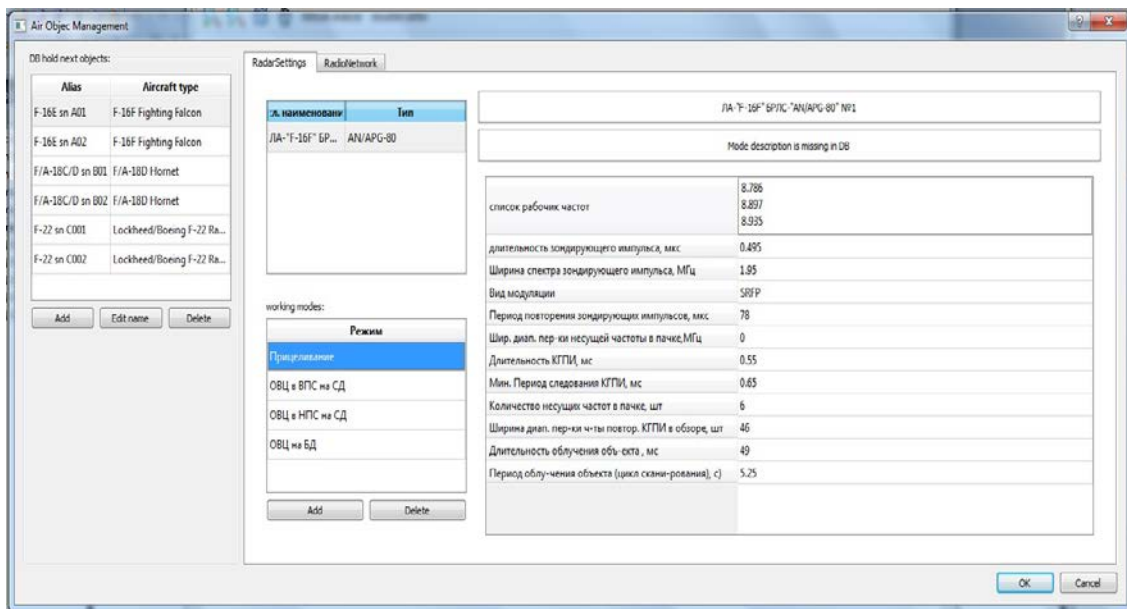 Air Objec Management
DB hold next objects:
Alias Aircraft type
F-16E sn A01 F-16F Fighting Falcon
F-16E sn A02 F-16F Fighting Falcon
F/A-18C/D sn B01 F/A-18D Hornet
F/A-18C/D sn B02 F/A-18D Hornet
F-22 sn C001 Lockheed/Boeing F-22 Ra...
F-22 sn C002 Lockheed/Boeing F-22 Ra...
Add Edit name Delete
RadarSettings RadioNetwork
л. наименовани Тип
ЛА-"F-16F" БР... AN/APG-80
working modes:
Режим
Прицеливание
ОВЦ в ВПС на СД
ОВЦ в НПС на СД
ОВЦ на БД
Add Delete
ЛА-"F-16F" БРЛС-"AN/APG-80" №1
Mode description is missing in DB
список рабочик частот
8.786
8.897
8.935
длительность зондирующего импульса, мкс 0.495
Ширина спектра зондирующего импульса, МГц 1.95
Вид модуляции SRFP
Период повторения зондирующих импульсов, мкс 78
Шир. диап. пер-ки несущей частоты в пачке,МГц 0
Длительность КГПИ, мс 0.55
Мин. Период следования КГПИ, мс 0.65
Количество несущих частот в пачке, шт 6
Ширина диап. пер-ки ч-ты повтор. КГПИ в обзоре, шт 46
Длительность облучения объ-екта , мс 49
Период облу-чения объекта (цикл скани-рования), с) 5.25
OK Cancel